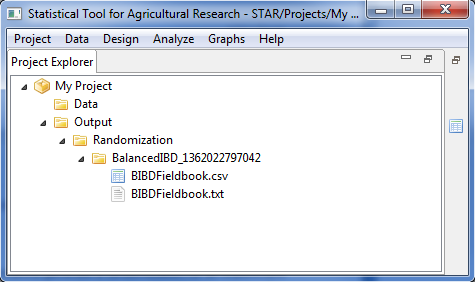 Statistical Tool for Agricultural Research - STAR/Projects/My ...
Project Data Design Analyze Graphs Help
Project Explorer
My Project
Data
Output
Randomization
BalancedIBD_1362022797042
BIBDFieldbook.csv
BIBDFieldbook.txt